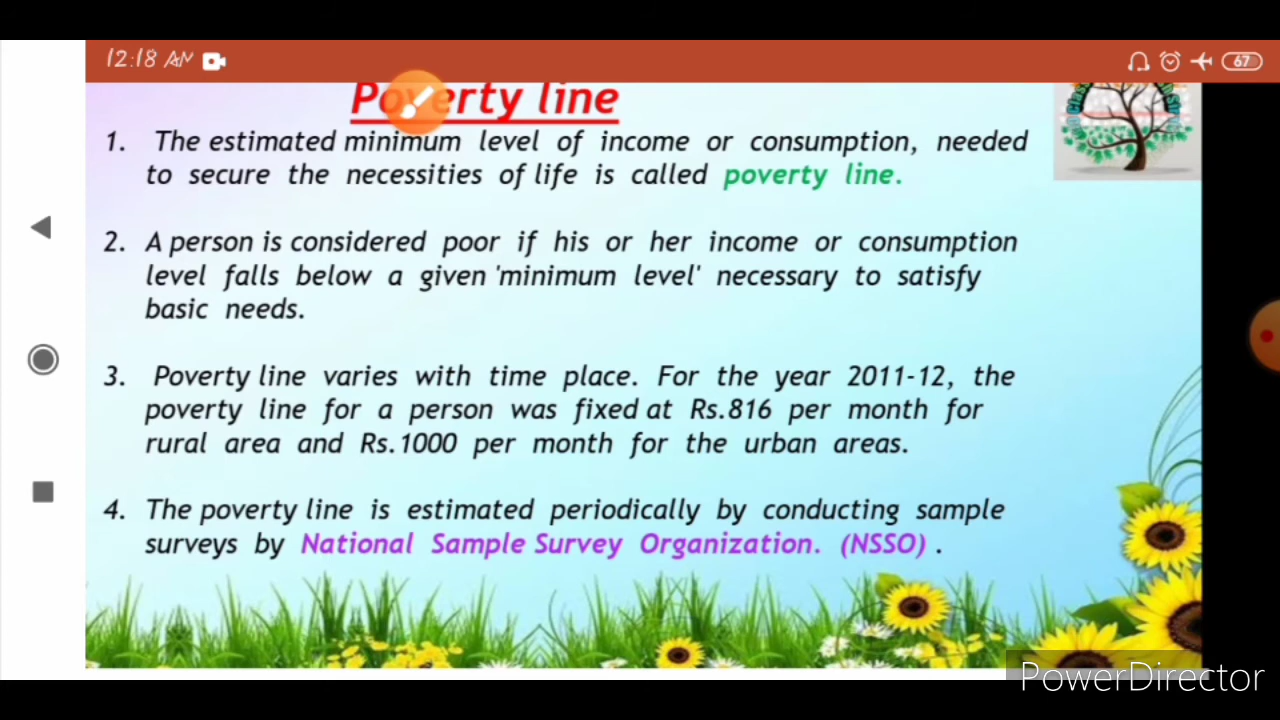 12:18 AM
67
Poverty line
1. The estimated minimum level of income or consumption, needed
to secure the necessities of life is called poverty line.
2. A person is considered poor if his or her income or consumption
level falls below a given 'minimum level' necessary to satisfy
basic needs.
3. Poverty line varies with time place. For the year 2011-12, the
poverty line for a person was fixed at Rs.816 per month for
rural area and Rs.1000 per month for the urban areas.
4. The poverty line is estimated periodically by conducting sample
surveys by National Sample Survey Organization. (NSSO) .
PowerDirector